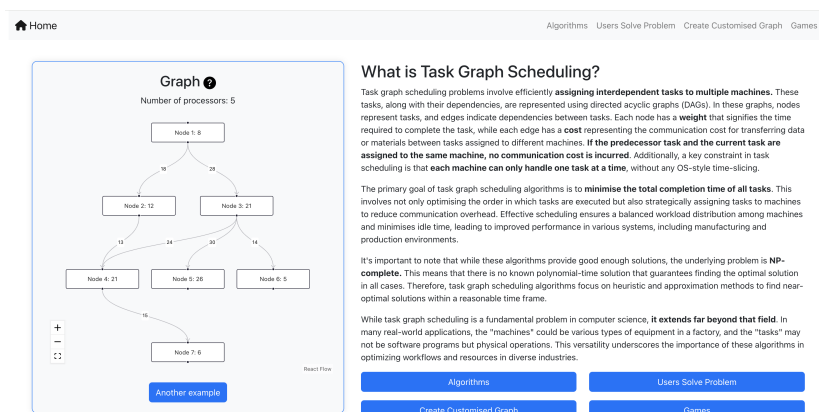 Home
Algorithms Users Solve Problem Create Customised Graph Games
Graph ?
Number of processors: 5
Node 1: 8
18 28
Node 2: 12 Node 3: 21
13 24 30 14
Node 4: 21 Node 5: 26 Node 6: 5
15
Node 7: 6
React Flow
Another example
What is Task Graph Scheduling?
Task graph scheduling problems involve efficiently assigning interdependent tasks to multiple machines. These
tasks, along with their dependencies, are represented using directed acyclic graphs (DAGs). In these graphs, nodes
represent tasks, and edges indicate dependencies between tasks. Each node has a weight that signifies the time
required to complete the task, while each edge has a cost representing the communication cost for transferring data
or materials between tasks assigned to different machines. If the predecessor task and the current task are
assigned to the same machine, no communication cost is incurred. Additionally, a key constraint in task
scheduling is that each machine can only handle one task at a time, without any OS-style time-slicing.
The primary goal of task graph scheduling algorithms is to minimise the total completion time of all tasks. This
involves not only optimising the order in which tasks are executed but also strategically assigning tasks to machines
to reduce communication overhead. Effective scheduling ensures a balanced workload distribution among machines
and minimises idle time, leading to improved performance in various systems, including manufacturing and
production environments.
It's important to note that while these algorithms provide good enough solutions, the underlying problem is NP-
complete. This means that there is no known polynomial-time solution that guarantees finding the optimal solution
in all cases. Therefore, task graph scheduling algorithms focus on heuristic and approximation methods to find near-
optimal solutions within a reasonable time frame.
While task graph scheduling is a fundamental problem in computer science, it extends far beyond that field. In
many real-world applications, the "machines" could be various types of equipment in a factory, and the "tasks" may
not be software programs but physical operations. This versatility underscores the importance of these algorithms in
optimizing workflows and resources in diverse industries.
Algorithms Users Solve Problem
Create Customised Graph Games